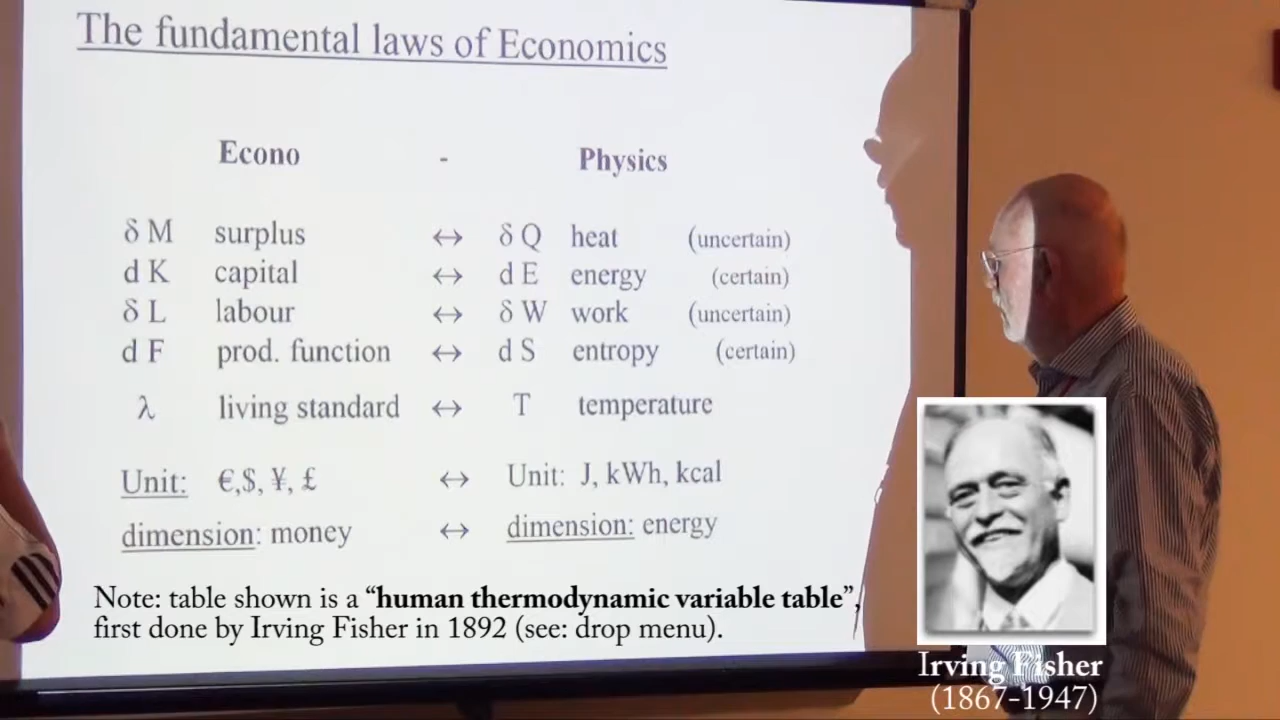 The fundamental laws of Economics
Econo - Physics
δ M surplus ↔ δ Q heat (uncertain)
d K capital ↔ d E energy (certain)
δ L labour ↔ δ W work (uncertain)
d F prod. function ↔ d S entropy (certain)
λ living standard ↔ T temperature
Unit: €,$, ¥, £ ↔ Unit: J, kWh, kcal
dimension: money ↔ dimension: energy
Note: table shown is a “human thermodynamic variable table”,
first done by Irving Fisher in 1892 (see: drop menu).
Irving Fisher
(1867-1947)